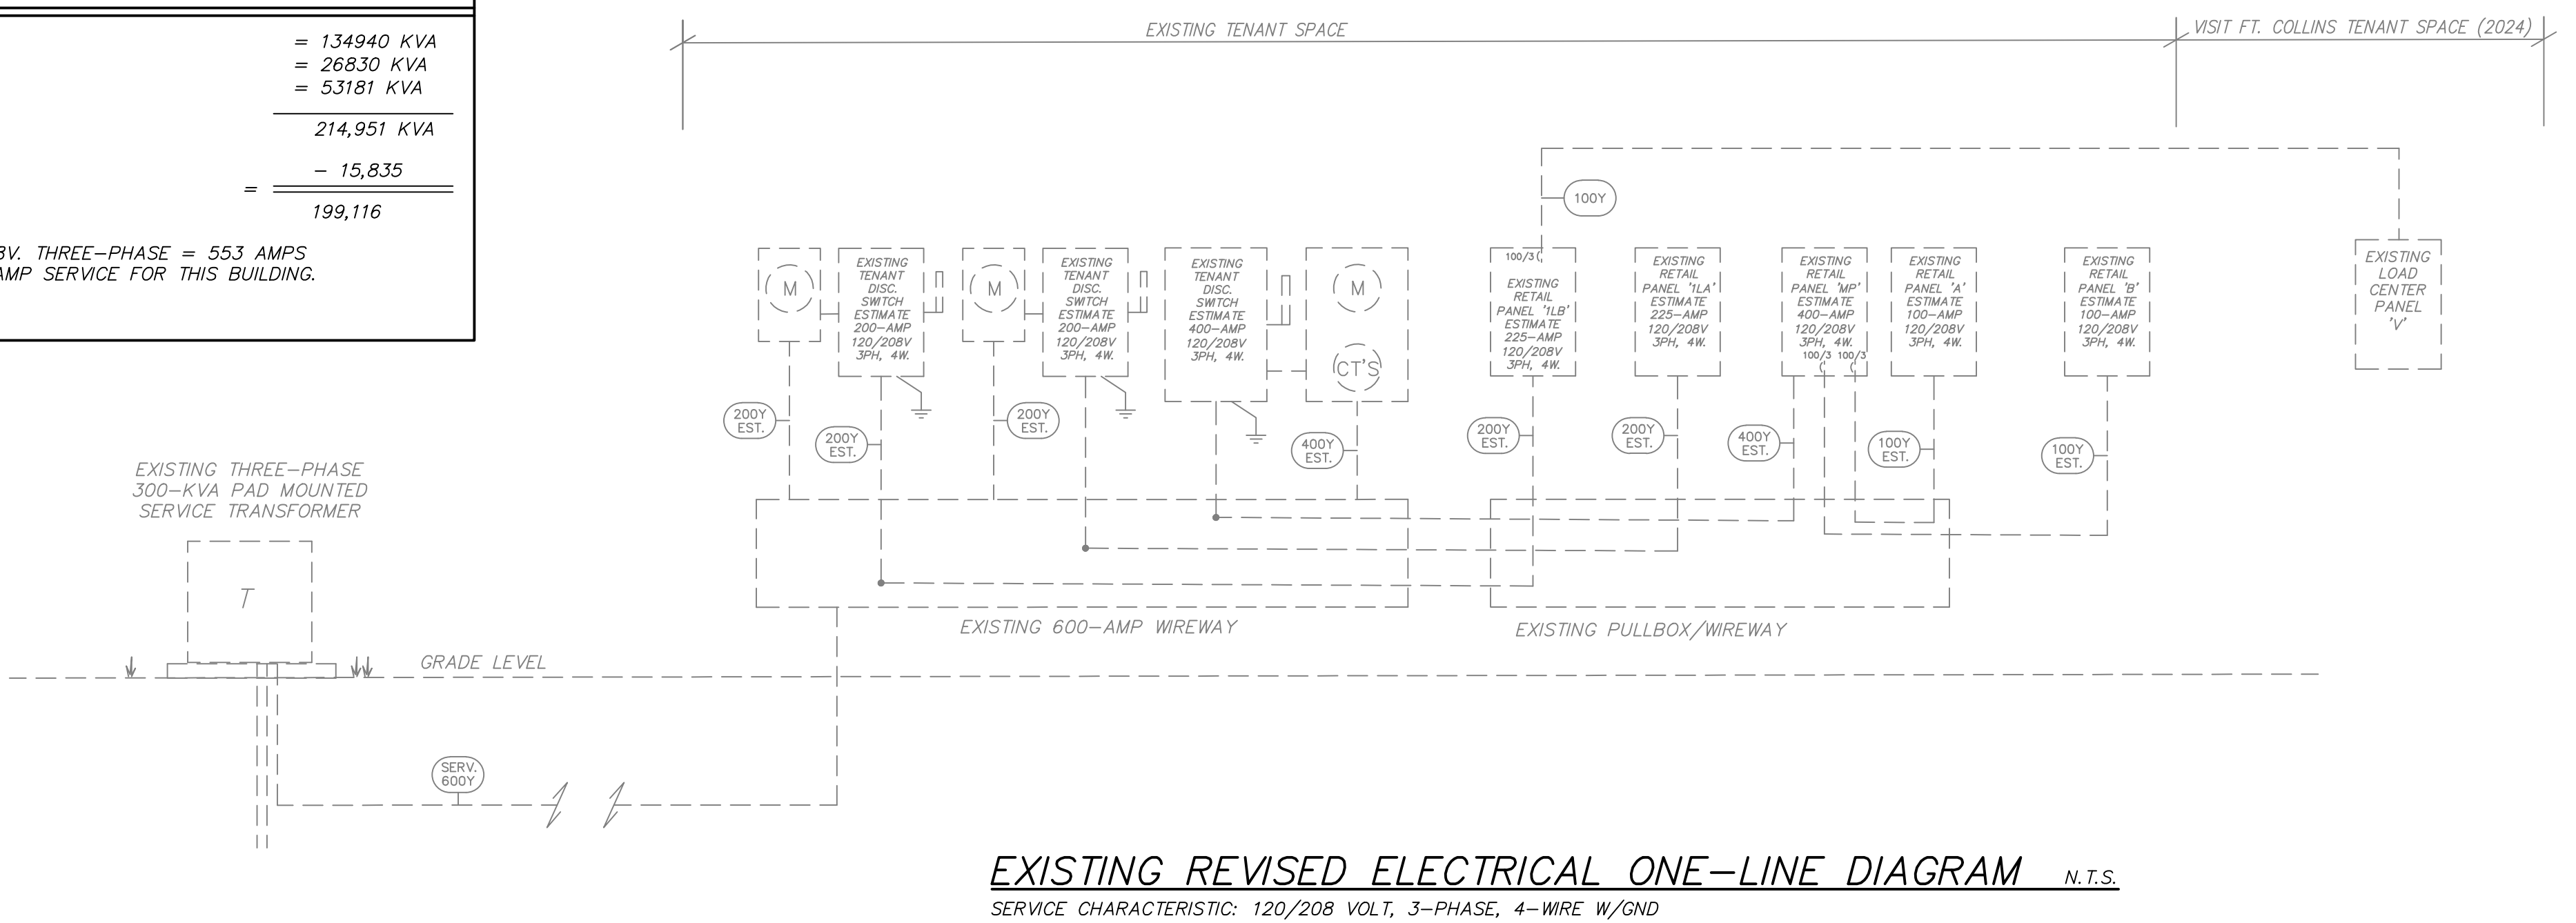 = 134940 KVA
= 26830 KVA
= 53181 KVA
214,951 KVA
- 15,835
=
199,116
V. THREE-PHASE = 553 AMPS
AMP SERVICE FOR THIS BUILDING.
EXISTING TENANT SPACE
VISIT FT. COLLINS TENANT SPACE (2024)
100Y
M
EXISTING
TENANT
DISC.
SWITCH
ESTIMATE
200-AMP
120/208V
3PH, 4W.
M
EXISTING
TENANT
DISC.
SWITCH
ESTIMATE
200-AMP
120/208V
3PH, 4W.
EXISTING
TENANT
DISC.
SWITCH
ESTIMATE
400-AMP
120/208V
3PH, 4W.
M
CT'S
100/3
EXISTING
RETAIL
PANEL '1LB'
ESTIMATE
225-AMP
120/208V
3PH, 4W.
EXISTING
RETAIL
PANEL '1LA'
ESTIMATE
225-AMP
120/208V
3PH, 4W.
EXISTING
RETAIL
PANEL 'MP'
ESTIMATE
400-AMP
120/208V
3PH, 4W.
100/3 100/3
EXISTING
RETAIL
PANEL 'A'
ESTIMATE
100-AMP
120/208V
3PH, 4W.
EXISTING
RETAIL
PANEL 'B'
ESTIMATE
100-AMP
120/208V
3PH, 4W.
EXISTING
LOAD
CENTER
PANEL
'V'
200Y
EST.
200Y
EST.
200Y
EST.
400Y
EST.
200Y
EST.
200Y
EST.
400Y
EST.
100Y
EST.
100Y
EST.
EXISTING THREE-PHASE
300-KVA PAD MOUNTED
SERVICE TRANSFORMER
T
EXISTING 600-AMP WIREWAY
EXISTING PULLBOX/WIREWAY
GRADE LEVEL
SERV.
600Y
EXISTING REVISED ELECTRICAL ONE-LINE DIAGRAM N.T.S.
SERVICE CHARACTERISTIC: 120/208 VOLT, 3-PHASE, 4-WIRE W/GND